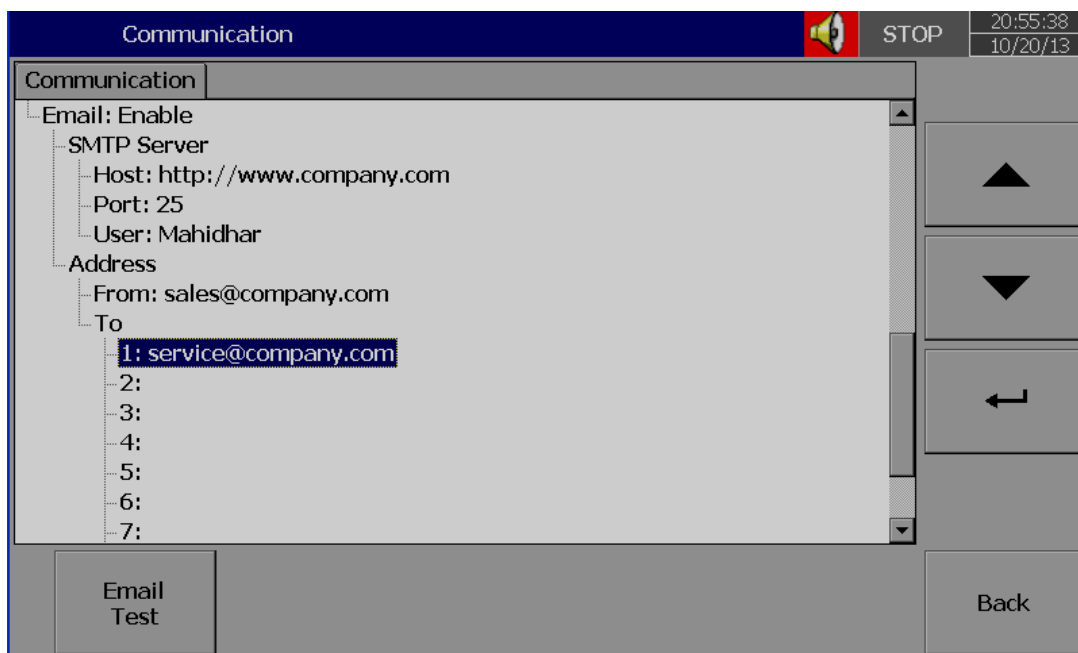 Communication
STOP
20:55:38
10/20/13
Communication
Email: Enable
SMTP Server
Host: http://www.company.com
Port: 25
User: Mahidhar
Address
From: sales@company.com
To
1: service@company.com
2:
3:
4:
5:
6:
7:
Email
Test
Back